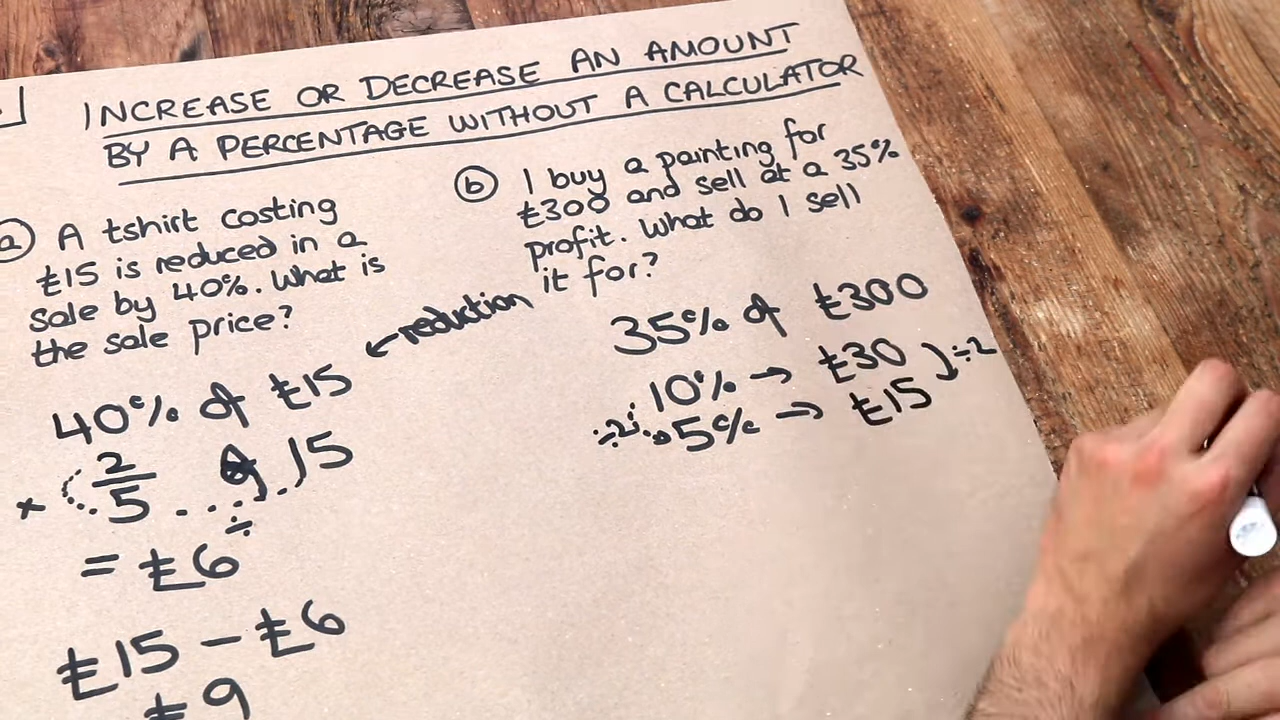 INCREASE OR DECREASE AN AMOUNT
BY A PERCENTAGE WITHOUT A CALCULATOR
a A tshirt costing
£15 is reduced in a
sale by 40%. What is
the sale price?
← reduction
40% of £15
× 2/5 of 15
÷
= £6
£15 - £6
£9
b I buy a painting for
£300 and sell at a 35%
profit. What do I sell
it for?
35% of £300
10% → £30 ÷2
÷2 5% → £15